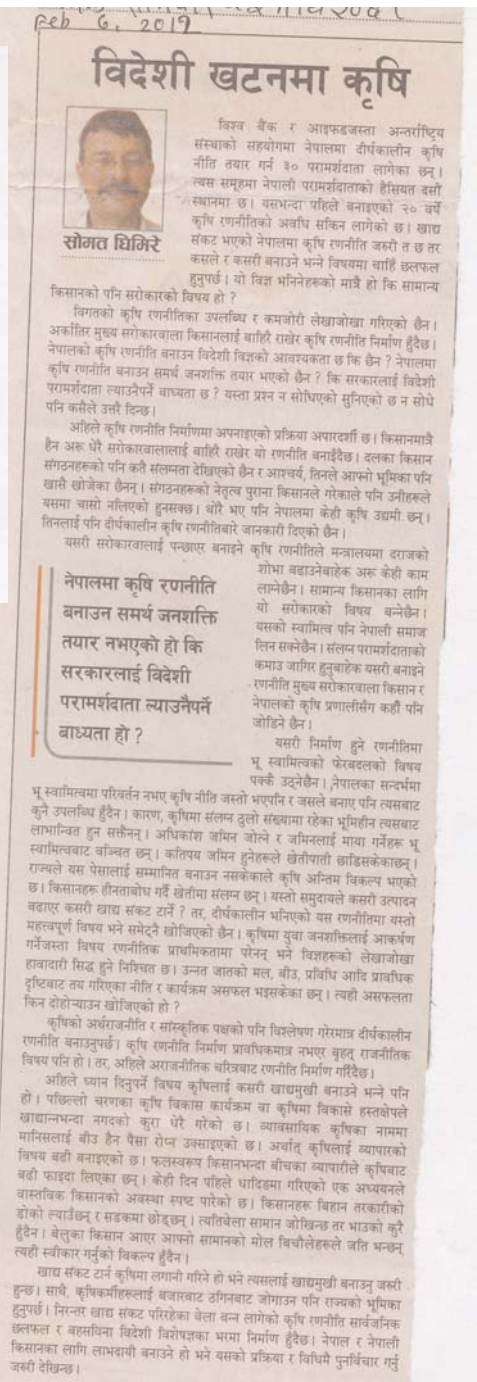 Feb 6, 2019
विदेशी खटनमा कृषि
सोमत घिमिरे
विश्व बैंक र आइफडजस्ता अन्तर्राष्ट्रिय
संस्थाको सहयोगमा नेपालमा दीर्घकालीन कृषि
नीति तयार गर्न ३० परामर्शदाता लागेका छन् ।
त्यस समूहमा नेपाली परामर्शदाताको हैसियत दसौं
स्थानमा छ । यसभन्दा पहिले बनाइएको २० वर्षे
कृषि रणनीतिको अवधि सकिन लागेको छ । खाद्य
संकट भएको नेपालमा कृषि रणनीति जरुरी त छ तर
कसले र कसरी बनाउने भन्ने विषयमा चाहिँ छलफल
हुनुपर्छ । यो विज्ञ भनिनेहरूको मात्रै हो कि सामान्य
किसानको पनि सरोकारको विषय हो ?
विगतको कृषि रणनीतिका उपलब्धि र कमजोरी लेखाजोखा गरिएको छैन ।
अर्कातिर मुख्य सरोकारवाला किसानलाई बाहिरै राखेर कृषि रणनीति निर्माण हुँदैछ ।
नेपालको कृषि रणनीति बनाउन विदेशी विज्ञको आवश्यकता छ कि छैन ? नेपालमा
कृषि रणनीति बनाउन समर्थ जनशक्ति तयार भएको छैन ? कि सरकारलाई विदेशी
परामर्शदाता ल्याउनैपर्ने बाध्यता छ ? यस्ता प्रश्न न सोधिएको सुनिएको छ न सोधे
पनि कसैले उत्तरै दिन्छ ।
अहिले कृषि रणनीति निर्माणमा अपनाइएको प्रक्रिया अपारदर्शी छ । किसानमात्रै
हैन अरू धेरै सरोकारवालालाई बाहिरै राखेर यो रणनीति बनाइँदैछ । दलका किसान
संगठनहरूको पनि कतै संलग्नता देखिएको छैन र आश्चर्य, तिनले आफ्नो भूमिका पनि
खासै खोजेका छैनन् । संगठनहरूको नेतृत्व पुराना किसानले गरेकाले पनि उनीहरूले
यसमा चासो नलिएको हुनसक्छ । थोरै भए पनि नेपालमा केही कृषि उद्यमी छन् ।
तिनलाई पनि दीर्घकालीन कृषि रणनीतिबारे जानकारी दिएको छैन ।
यसरी सरोकारवालालाई पन्छाएर बनाइने कृषि रणनीतिले मन्त्रालयमा दराजको
शोभा बढाउनेबाहेक अरू केही काम
लाग्नेछैन । सामान्य किसानका लागि
यो सरोकारको विषय बन्नेछैन ।
यसको स्वामित्व पनि नेपाली समाज
लिन सक्नेछैन । संलग्न परामर्शदाताको
कमाउ जागिर हुनुबाहेक यसरी बनाइने
रणनीति मुख्य सरोकारवाला किसान र
नेपालको कृषि प्रणालीसँग कहीँ पनि
जोडिने छैन ।
नेपालमा कृषि रणनीति
बनाउन समर्थ जनशक्ति
तयार नभएको हो कि
सरकारलाई विदेशी
परामर्शदाता ल्याउनैपर्ने
बाध्यता हो ?
यसरी निर्माण हुने रणनीतिमा
भू स्वामित्वको फेरबदलको विषय
पक्कै उठ्नेछैन । नेपालका सन्दर्भमा
भू स्वामित्वमा परिवर्तन नभए कृषि नीति जस्तो भएपनि र जसले बनाए पनि त्यसबाट
कुनै उपलब्धि हुँदैन । कारण, कृषिमा संलग्न ठुलो संख्यामा रहेका भूमिहीन त्यसबाट
लाभान्वित हुन सक्तैनन् । अधिकांश जमिन जोत्ने र जमिनलाई माया गर्नेहरू भू
स्वामित्वबाट वञ्चित छन् । कतिपय जमिन हुनेहरूले खेतीपाती छाडिसकेकाछन् ।
राज्यले यस पेसालाई सम्मानित बनाउन नसकेकाले कृषि अन्तिम विकल्प भएको
छ । किसानहरू हीनताबोध गर्दै खेतीमा संलग्न छन् । यस्तो समुदायले कसरी उत्पादन
बढाएर कसरी खाद्य संकट टार्ने ? तर, दीर्घकालीन भनिएको यस रणनीतिमा यस्तो
महत्त्वपूर्ण विषय भने समेट्नै खोजिएको छैन । कृषिमा युवा जनशक्तिलाई आकर्षण
गर्नेजस्ता विषय रणनीतिक प्राथमिकतामा परेनन् भने विज्ञहरूको लेखाजोखा
हावादारी सिद्ध हुने निश्चित छ । उन्नत जातको मल, बीउ, प्रविधि आदि प्रावधिक
दृष्टिबाट तय गरिएका नीति र कार्यक्रम असफल भइसकेका छन् । त्यही असफलता
किन दोहोर्‍याउन खोजिएको हो ?
कृषिको अर्थराजनीति र सांस्कृतिक पक्षको पनि विश्लेषण गरेरमात्र दीर्घकालीन
रणनीति बनाउनुपर्छ । कृषि रणनीति निर्माण प्रावधिकमात्र नभएर बृहत् राजनीतिक
विषय पनि हो । तर, अहिले अराजनीतिक चरित्रबाट रणनीति निर्माण गरिँदैछ ।
अहिले ध्यान दिनुपर्ने विषय कृषिलाई कसरी खाद्यमुखी बनाउने भन्ने पनि
हो । पछिल्लो चरणका कृषि विकास कार्यक्रम वा कृषिमा विकासे हस्तक्षेपले
खाद्यान्नभन्दा नगदको कुरा धेरै गरेको छ । व्यावसायिक कृषिका नाममा
मानिसलाई बीउ हैन पैसा रोप्न उक्साइएको छ । अर्थात् कृषिलाई व्यापारको
विषय बढी बनाइएको छ । फलस्वरूप किसानभन्दा बीचका व्यापारीले कृषिबाट
बढी फाइदा लिएका छन् । केही दिन पहिले धादिङमा गरिएको एक अध्ययनले
वास्तविक किसानको अवस्था स्पष्ट पारेको छ । किसानहरू बिहान तरकारीको
डोको ल्याउँछन् र सडकमा छोड्छन् । त्यतिबेला सामान जोखिन्छ तर भाउको कुरै
हुँदैन । बेलुका किसान आएर आफ्नो सामानको मोल बिचौलेहरूले जति भन्छन्
त्यही स्वीकार गर्नुको विकल्प हुँदैन ।
खाद्य संकट टार्न कृषिमा लगानी गरिने हो भने त्यसलाई खाद्यमुखी बनाउनु जरुरी
हुन्छ । साथै, कृषिकर्मीहरूलाई बजारबाट ठगिनबाट जोगाउन पनि राज्यको भूमिका
हुनुपर्छ । निरन्तर खाद्य संकट परिरहेका बेला बन्न लागेको कृषि रणनीति सार्वजनिक
छलफल र बहसविना विदेशी विशेषज्ञका भरमा निर्माण हुँदैछ । नेपाल र नेपाली
किसानका लागि लाभदायी बनाउने हो भने यसको प्रक्रिया र विधिमै पुनर्विचार गर्नु
जरुरी देखिन्छ ।